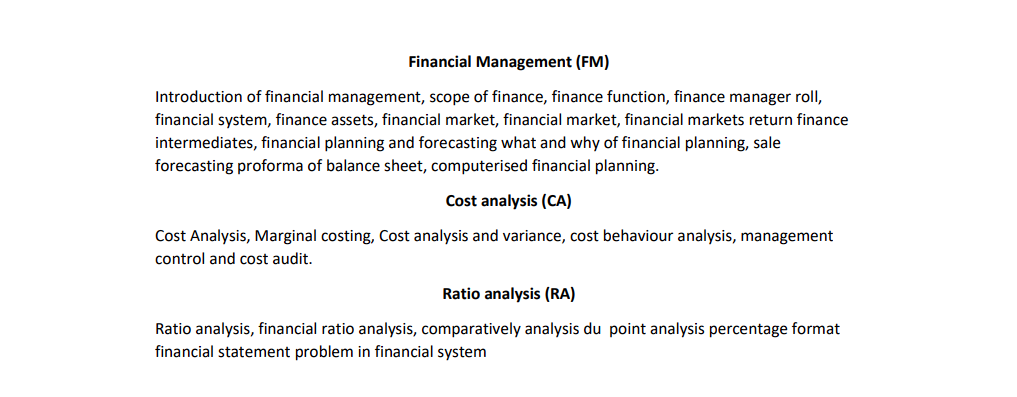 Financial Management (FM)
Introduction of financial management, scope of finance, finance function, finance manager roll,
financial system, finance assets, financial market, financial market, financial markets return finance
intermediates, financial planning and forecasting what and why of financial planning, sale
forecasting proforma of balance sheet, computerised financial planning.
Cost analysis (CA)
Cost Analysis, Marginal costing, Cost analysis and variance, cost behaviour analysis, management
control and cost audit.
Ratio analysis (RA)
Ratio analysis, financial ratio analysis, comparatively analysis du  point analysis percentage format
financial statement problem in financial system